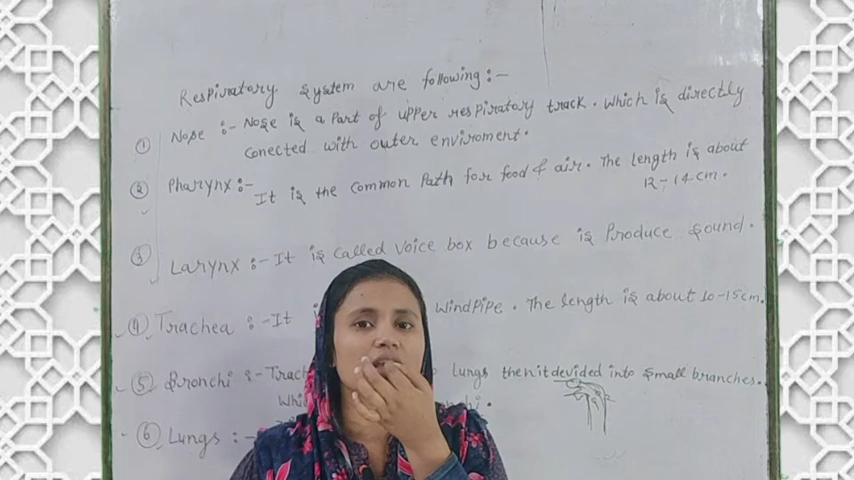 Respiratory system are following :-
① Nose :- Nose is a part of upper respiratory track. Which is directly
conected with outer enviroment.
② Pharynx :- It is the common path for food & air. The length is about
12-14 cm.
③ Larynx :- It is called voice box because is produce sound.
④ Trachea :- It windpipe. The length is about 10-15 cm.
⑤ Bronchi :- lungs then it devided into small branches.
⑥ Lungs :-